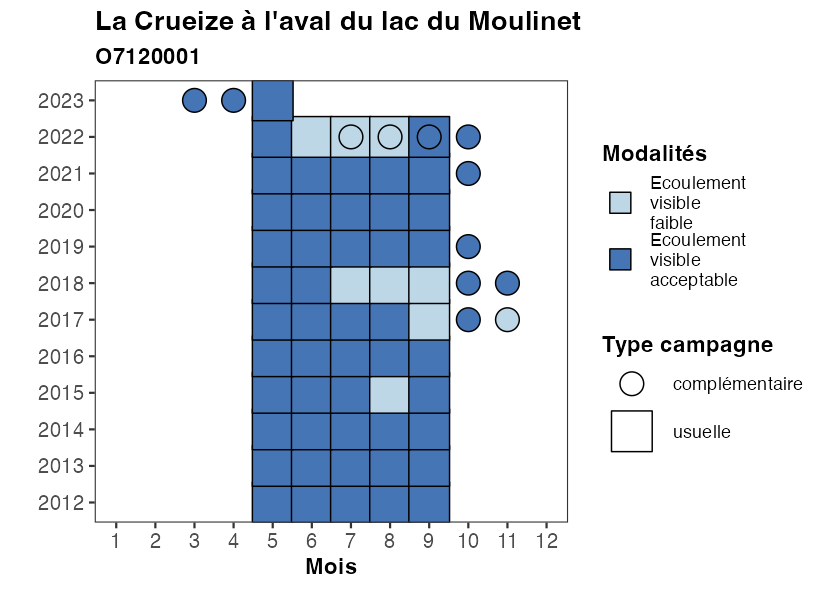 La Crueize à l'aval du lac du Moulinet
O7120001
2023
2022
2021
2020
2019
2018
2017
2016
2015
2014
2013
2012
1 2 3 4 5 6 7 8 9 10 11 12
Mois
Modalités
Ecoulement
visible
faible
Ecoulement
visible
acceptable
Type campagne
complémentaire
usuelle